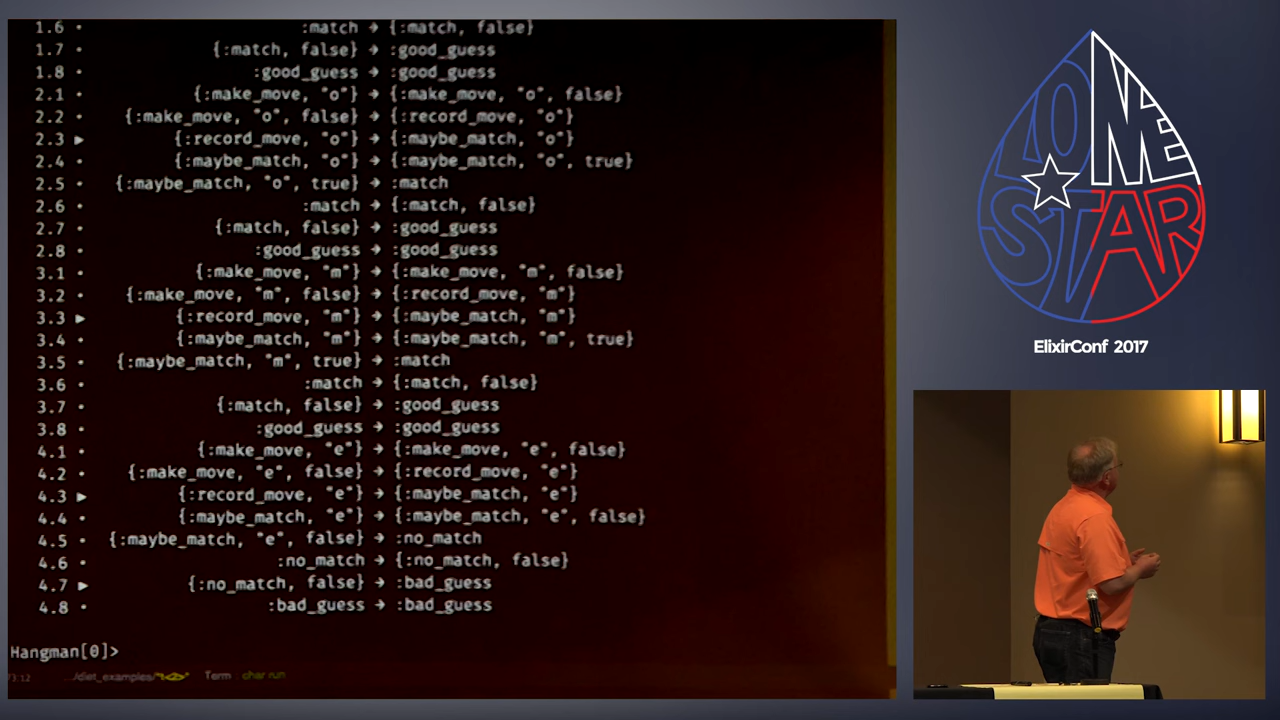 1.6 • :match → {:match, false}
1.7 • {:match, false} → :good_guess
1.8 • :good_guess → :good_guess
2.1 • {:make_move, "o"} → {:make_move, "o", false}
2.2 • {:make_move, "o", false} → {:record_move, "o"}
2.3 ▶ {:record_move, "o"} → {:maybe_match, "o"}
2.4 • {:maybe_match, "o"} → {:maybe_match, "o", true}
2.5 • {:maybe_match, "o", true} → :match
2.6 • :match → {:match, false}
2.7 • {:match, false} → :good_guess
2.8 • :good_guess → :good_guess
3.1 • {:make_move, "m"} → {:make_move, "m", false}
3.2 • {:make_move, "m", false} → {:record_move, "m"}
3.3 ▶ {:record_move, "m"} → {:maybe_match, "m"}
3.4 • {:maybe_match, "m"} → {:maybe_match, "m", true}
3.5 • {:maybe_match, "m", true} → :match
3.6 • :match → {:match, false}
3.7 • {:match, false} → :good_guess
3.8 • :good_guess → :good_guess
4.1 • {:make_move, "e"} → {:make_move, "e", false}
4.2 • {:make_move, "e", false} → {:record_move, "e"}
4.3 ▶ {:record_move, "e"} → {:maybe_match, "e"}
4.4 • {:maybe_match, "e"} → {:maybe_match, "e", false}
4.5 • {:maybe_match, "e", false} → :no_match
4.6 • :no_match → {:no_match, false}
4.7 ▶ {:no_match, false} → :bad_guess
4.8 • :bad_guess → :bad_guess
Hangman[0]>
../diet_examples/ Term : char run
LONE
STAR
ElixirConf 2017